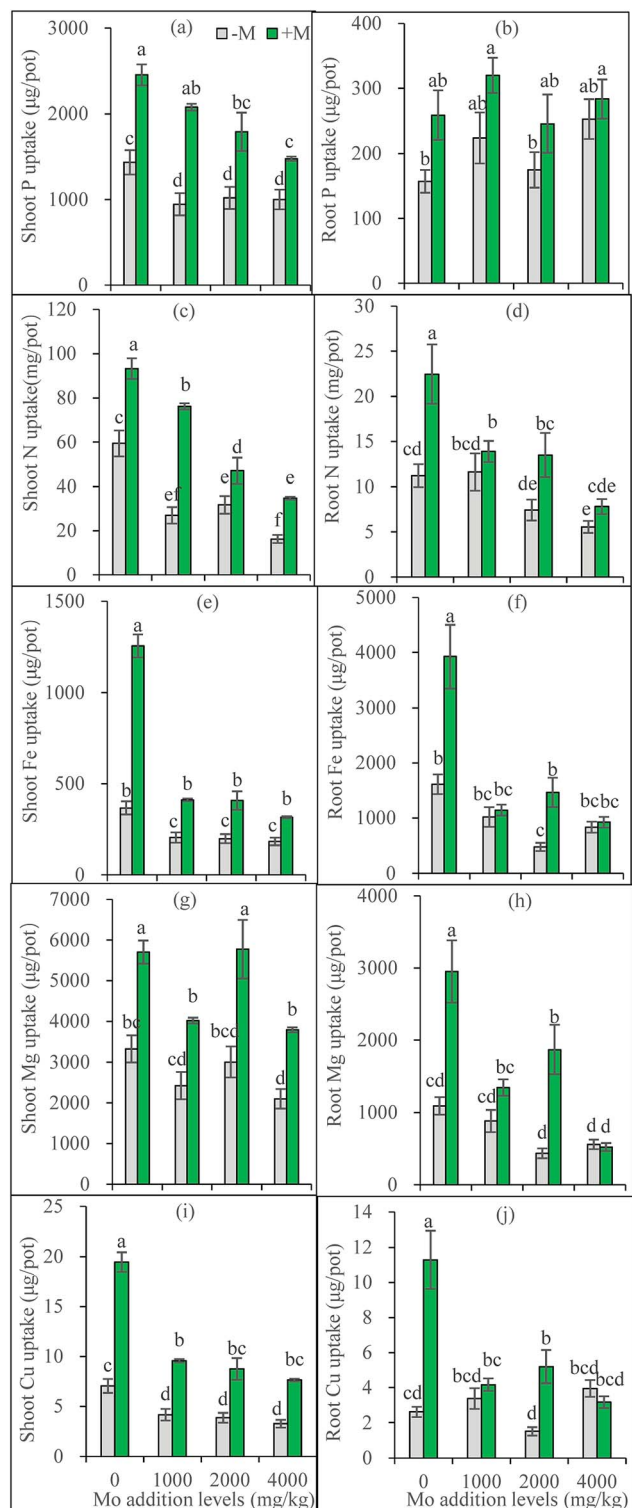 (a)
-M +M
Shoot P uptake (μg/pot)
3000
2000
1000
0
c a d ab d bc d c
(b)
Root P uptake (μg/pot)
400
300
200
100
0
b ab ab a b ab ab a
(c)
Shoot N uptake(mg/pot)
120
100
80
60
40
20
0
c a ef b e d f e
(d)
Root N uptake (mg/pot)
30
25
20
15
10
5
0
cd a bcd b de bc e cde
(e)
Shoot Fe uptake (μg/pot)
1500
1000
500
0
b a c b c b c b
(f)
Root Fe uptake (μg/pot)
5000
4000
3000
2000
1000
0
b a bc bc c b bc bc
(g)
Shoot Mg uptake (μg/pot)
7000
6000
5000
4000
3000
2000
1000
0
bc a cd b bcd a d b
(h)
Root Mg uptake (μg/pot)
4000
3000
2000
1000
0
cd a cd bc d b d d
(i)
Shoot Cu uptake (μg/pot)
25
20
15
10
5
0
c a d b d bc d bc
0 1000 2000 4000
Mo addition levels (mg/kg)
(j)
Root Cu uptake (μg/pot)
14
12
10
8
6
4
2
0
cd a bcd bc d b bcd bcd
0 1000 2000 4000
Mo addition levels (mg/kg)